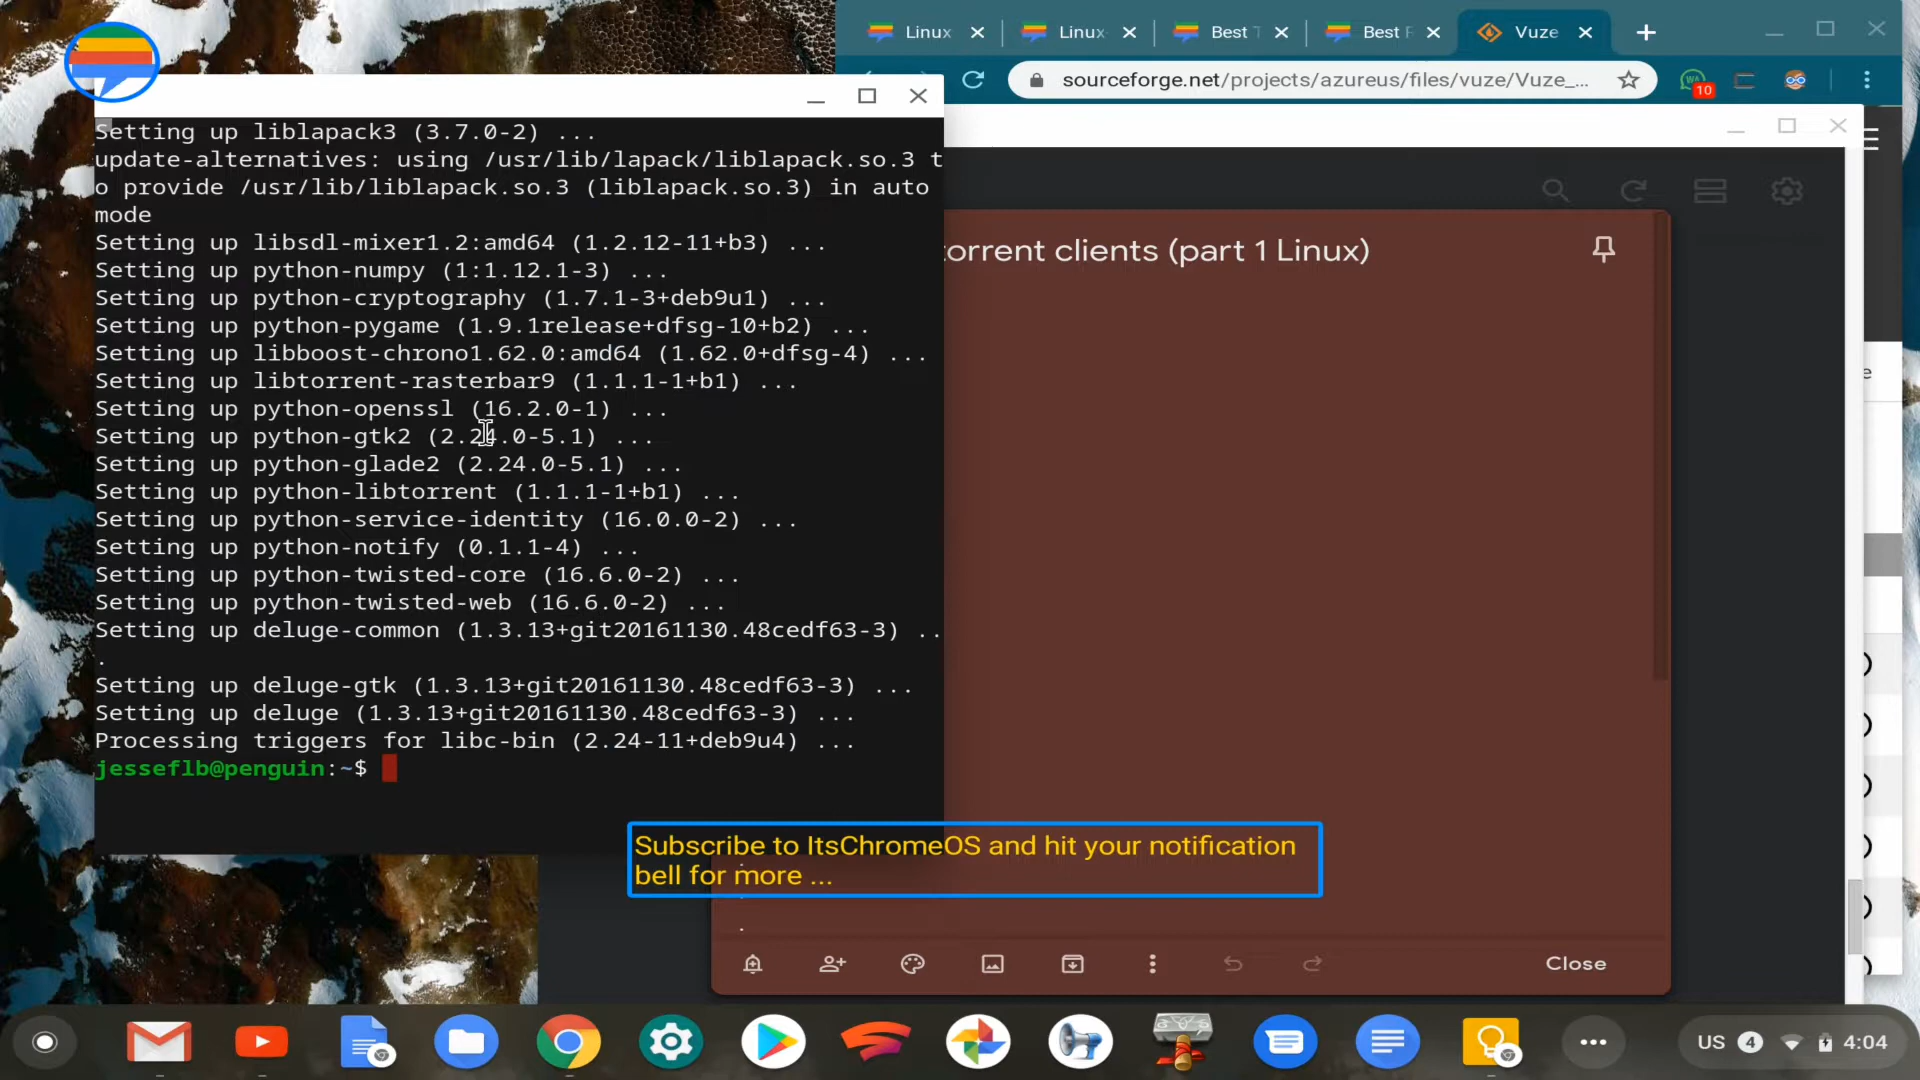 Linux
Linux
Best T
Best F
Vuze
sourceforge.net/projects/azureus/files/vuze/Vuze_...
10
Setting up liblapack3 (3.7.0-2) ...
update-alternatives: using /usr/lib/lapack/liblapack.so.3 t
o provide /usr/lib/liblapack.so.3 (liblapack.so.3) in auto
mode
Setting up libsdl-mixer1.2:amd64 (1.2.12-11+b3) ...
Setting up python-numpy (1:1.12.1-3) ...
Setting up python-cryptography (1.7.1-3+deb9u1) ...
Setting up python-pygame (1.9.1release+dfsg-10+b2) ...
Setting up libboost-chrono1.62.0:amd64 (1.62.0+dfsg-4) ...
Setting up libtorrent-rasterbar9 (1.1.1-1+b1) ...
Setting up python-openssl (16.2.0-1) ...
Setting up python-gtk2 (2.24.0-5.1) ...
Setting up python-glade2 (2.24.0-5.1) ...
Setting up python-libtorrent (1.1.1-1+b1) ...
Setting up python-service-identity (16.0.0-2) ...
Setting up python-notify (0.1.1-4) ...
Setting up python-twisted-core (16.6.0-2) ...
Setting up python-twisted-web (16.6.0-2) ...
Setting up deluge-common (1.3.13+git20161130.48cedf63-3) ..
.
Setting up deluge-gtk (1.3.13+git20161130.48cedf63-3) ...
Setting up deluge (1.3.13+git20161130.48cedf63-3) ...
Processing triggers for libc-bin (2.24-11+deb9u4) ...
jesseflb@penguin:~$
orrent clients (part 1 Linux)
Subscribe to ItsChromeOS and hit your notification
bell for more ...
Close
US 4 4:04